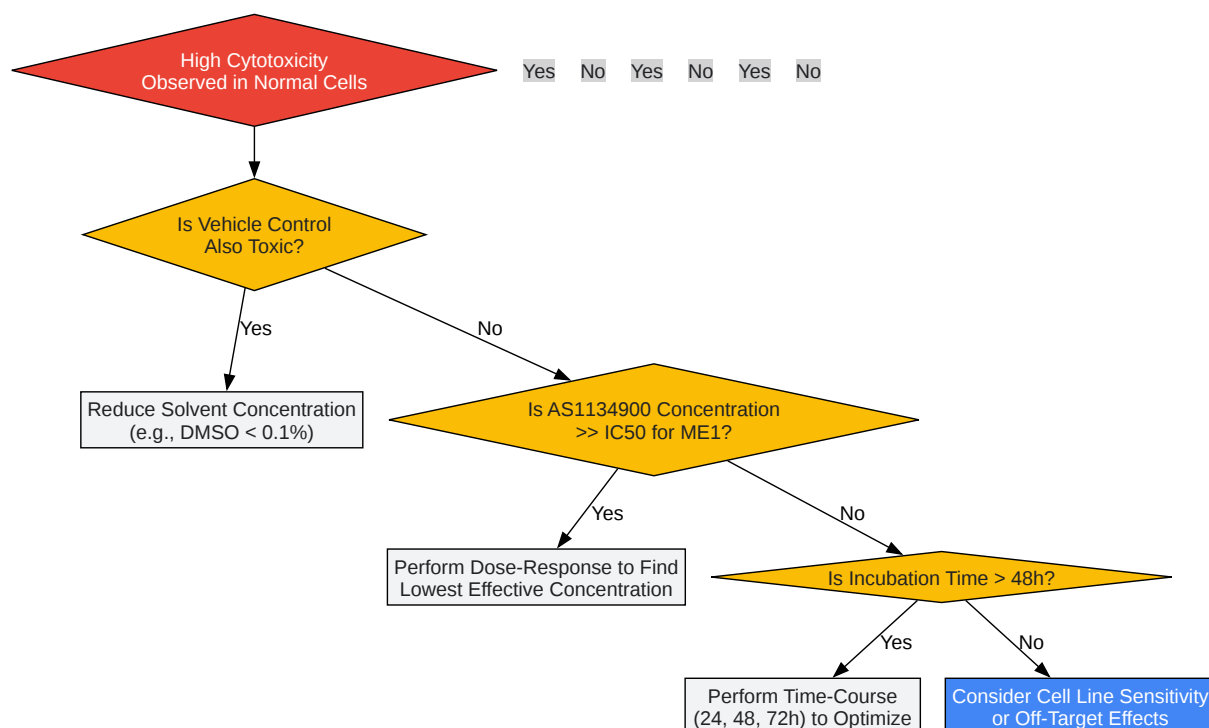 High Cytotoxicity
Observed in Normal Cells
Yes No Yes No Yes No
Is Vehicle Control
Also Toxic?
Yes
No
Reduce Solvent Concentration
(e.g., DMSO < 0.1%)
Is AS1134900 Concentration
>> IC50 for ME1?
Yes
No
Perform Dose-Response to Find
Lowest Effective Concentration
Is Incubation Time > 48h?
Yes
No
Perform Time-Course
(24, 48, 72h) to Optimize
Consider Cell Line Sensitivity
or Off-Target Effects